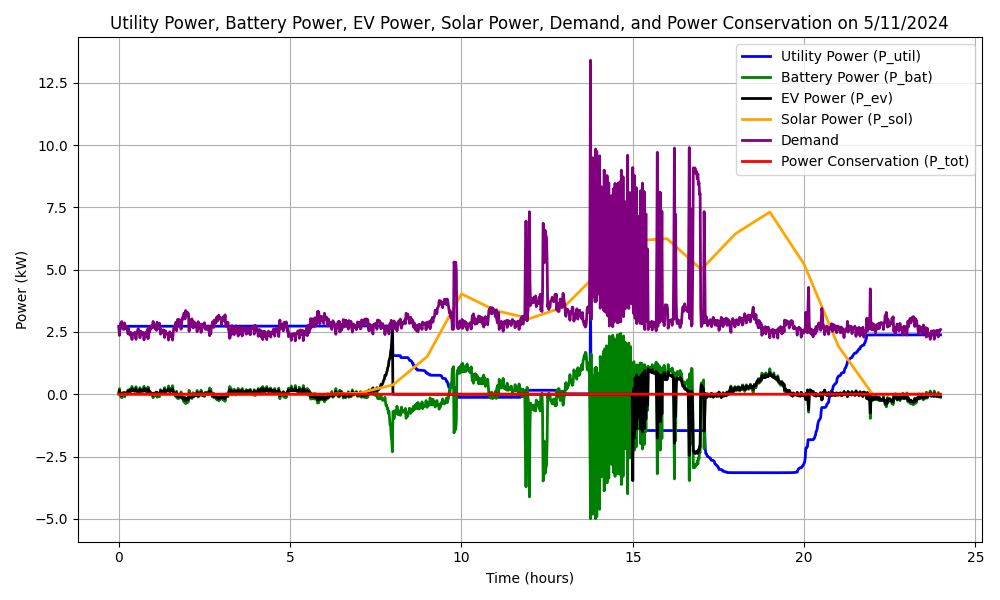 Utility Power, Battery Power, EV Power, Solar Power, Demand, and Power Conservation on 5/11/2024
Utility Power (P_util)
Battery Power (P_bat)
EV Power (P_ev)
Solar Power (P_sol)
Demand
Power Conservation (P_tot)
Power (kW)
12.5
10.0
7.5
5.0
2.5
0.0
−2.5
−5.0
0 5 10 15 20 25
Time (hours)